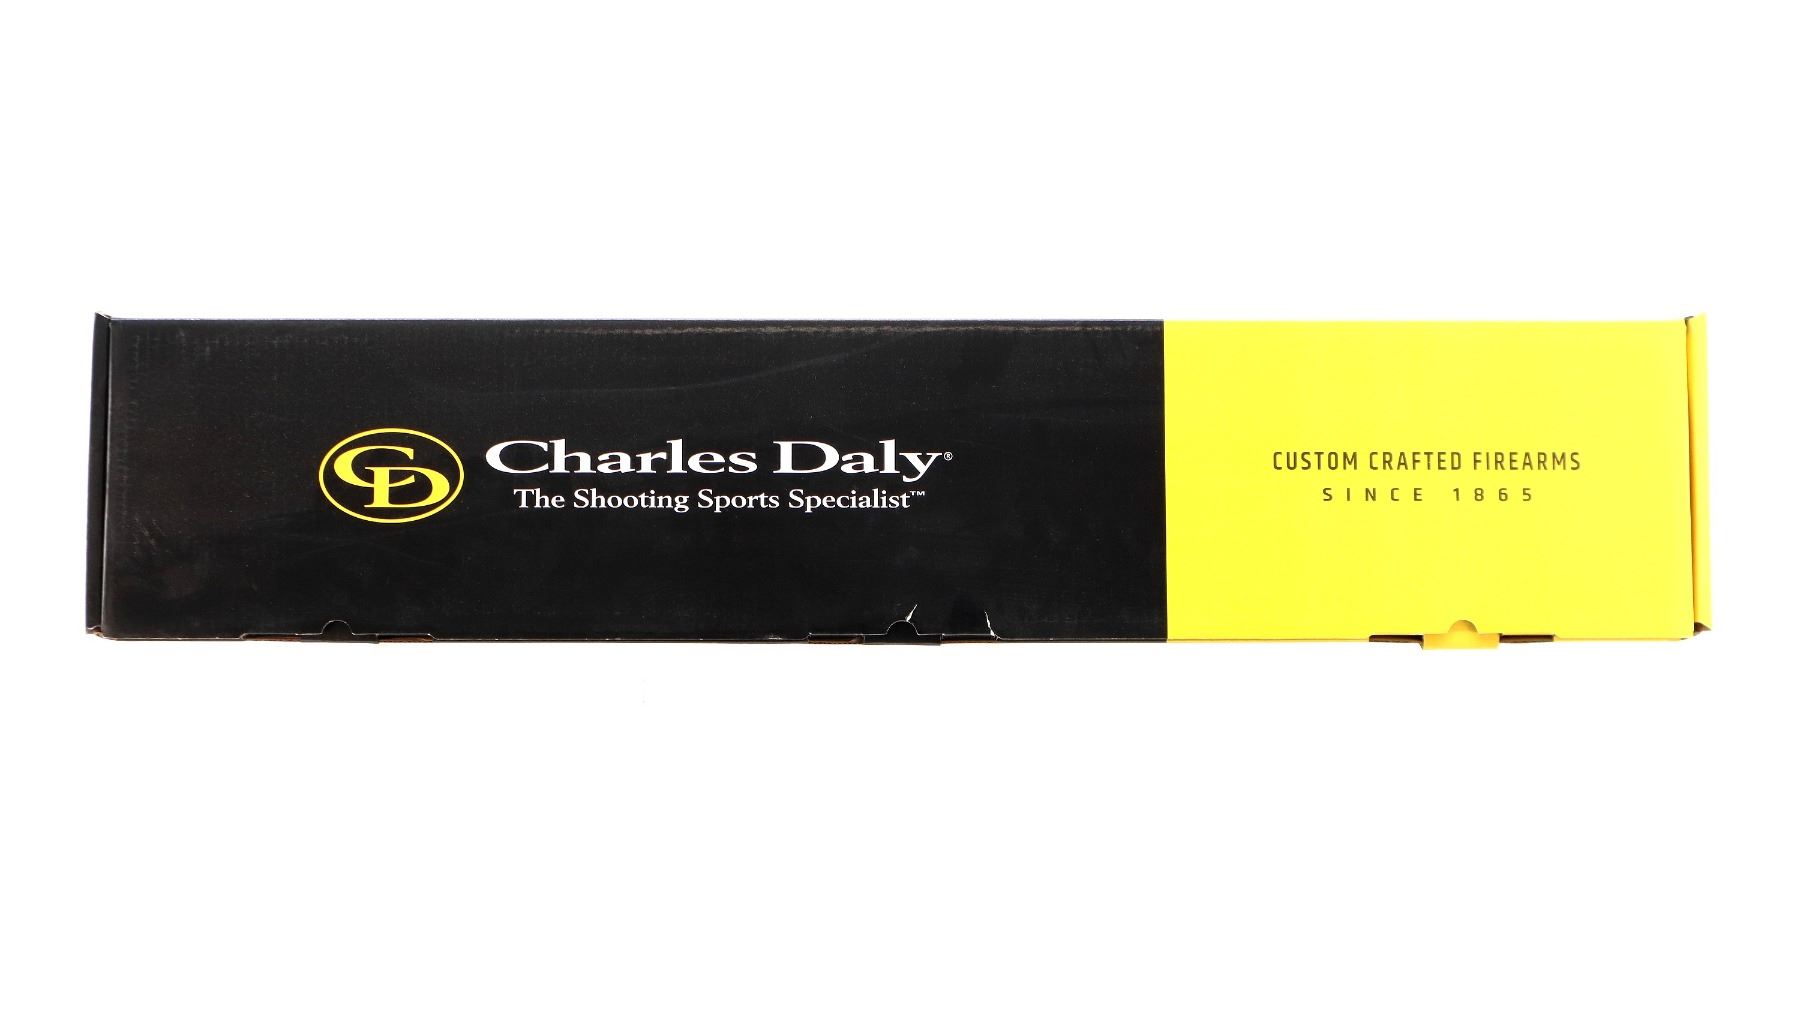 CD
Charles Daly®
The Shooting Sports Specialist™
CUSTOM CRAFTED FIREARMS
SINCE 1865